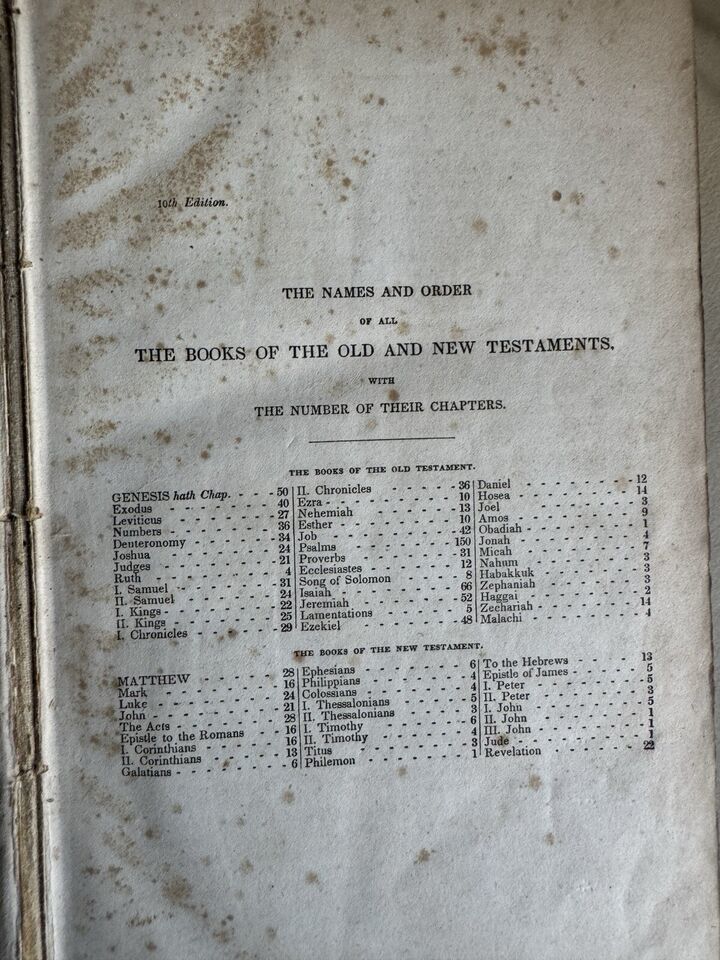 10th Edition.
THE NAMES AND ORDER
OF ALL
THE BOOKS OF THE OLD AND NEW TESTAMENTS,
WITH
THE NUMBER OF THEIR CHAPTERS.
THE BOOKS OF THE OLD TESTAMENT.
GENESIS hath Chap. - - - 50
Exodus - - - 40
Leviticus - - - 27
Numbers - - - 36
Deuteronomy - - - 34
Joshua - - - 24
Judges - - - 21
Ruth - - - 4
I. Samuel - - - 31
II. Samuel - - - 24
I. Kings - - - 22
II. Kings - - - 25
I. Chronicles - - - 29
II. Chronicles - - - 36
Ezra - - - 10
Nehemiah - - - 13
Esther - - - 10
Job - - - 42
Psalms - - - 150
Proverbs - - - 31
Ecclesiastes - - - 12
Song of Solomon - - - 8
Isaiah - - - 66
Jeremiah - - - 52
Lamentations - - - 5
Ezekiel - - - 48
Daniel - - - 12
Hosea - - - 14
Joel - - - 3
Amos - - - 9
Obadiah - - - 1
Jonah - - - 4
Micah - - - 7
Nahum - - - 3
Habakkuk - - - 3
Zephaniah - - - 3
Haggai - - - 2
Zechariah - - - 14
Malachi - - - 4
THE BOOKS OF THE NEW TESTAMENT.
MATTHEW - - - 28
Mark - - - 16
Luke - - - 24
John - - - 21
The Acts - - - 28
Epistle to the Romans - - - 16
I. Corinthians - - - 16
II. Corinthians - - - 13
Galatians - - - 6
Ephesians - - - 6
Philippians - - - 4
Colossians - - - 4
I. Thessalonians - - - 5
II. Thessalonians - - - 3
I. Timothy - - - 6
II. Timothy - - - 4
Titus - - - 3
Philemon - - - 1
To the Hebrews - - - 13
Epistle of James - - - 5
I. Peter - - - 5
II. Peter - - - 3
I. John - - - 5
II. John - - - 1
III. John - - - 1
Jude - - - 1
Revelation - - - 22